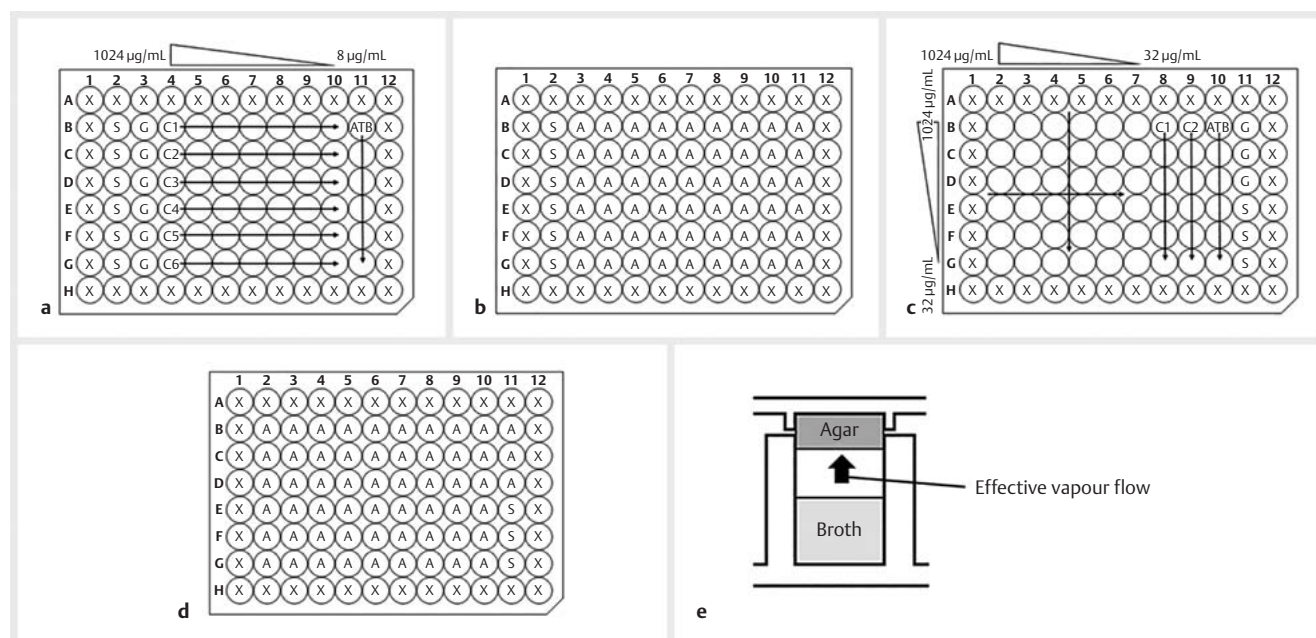 1024 µg/mL 8 µg/mL
1 2 3 4 5 6 7 8 9 10 11 12
A X X X X X X X X X X X X
B X S G C1 ATB X
C X S G C2 X
D X S G C3 X
E X S G C4 X
F X S G C5 X
G X S G C6 X
H X X X X X X X X X X X X
a
1 2 3 4 5 6 7 8 9 10 11 12
A X X X X X X X X X X X X
B X S A A A A A A A A A X
C X S A A A A A A A A A X
D X S A A A A A A A A A X
E X S A A A A A A A A A X
F X S A A A A A A A A A X
G X S A A A A A A A A A X
H X X X X X X X X X X X X
b
1024 µg/mL 32 µg/mL
1024 µg/mL
32 µg/mL
1 2 3 4 5 6 7 8 9 10 11 12
A X X X X X X X X X X X X
B X C1 C2 ATB G X
C X G X
D X G X
E X S X
F X S X
G X S X
H X X X X X X X X X X X X
c
1 2 3 4 5 6 7 8 9 10 11 12
A X X X X X X X X X X X X
B X A A A A A A A A A A X
C X A A A A A A A A A A X
D X A A A A A A A A A A X
E X A A A A A A A A A S X
F X A A A A A A A A A S X
G X A A A A A A A A A S X
H X X X X X X X X X X X X
d
Agar
Effective vapour flow
Broth
e